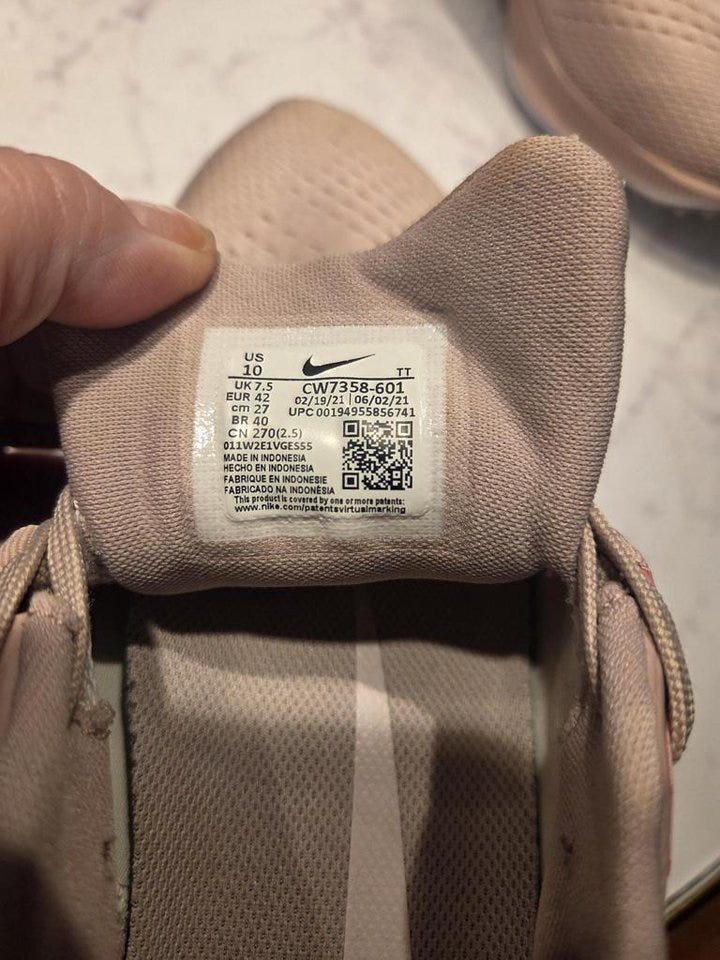 US
10
TT
UK 7.5
EUR 42
cm 27
BR 40
CN 270(2.5)
CW7358-601
02/19/21 | 06/02/21
UPC 00194955856741
011W2E1VGES55
MADE IN INDONESIA
HECHO EN INDONESIA
FABRIQUE EN INDONESIE
FABRICADO NA INDONÉSIA
This product is covered by one or more patents:
www.nike.com/patentsvirtualmarking